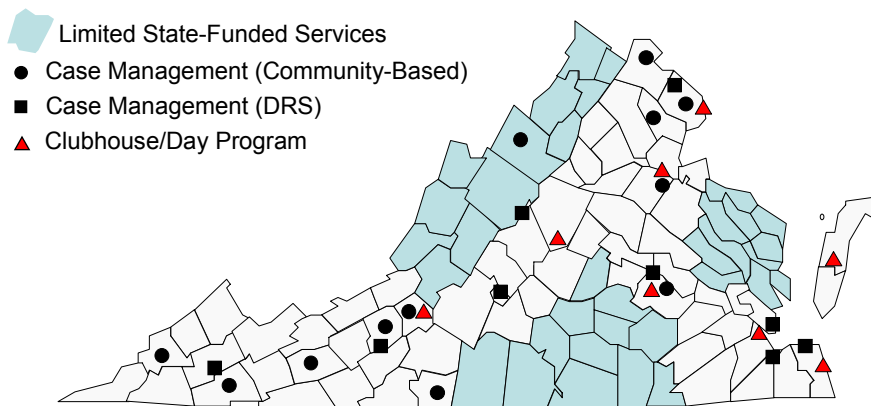 Limited State-Funded Services
Case Management (Community-Based)
Case Management (DRS)
Clubhouse/Day Program